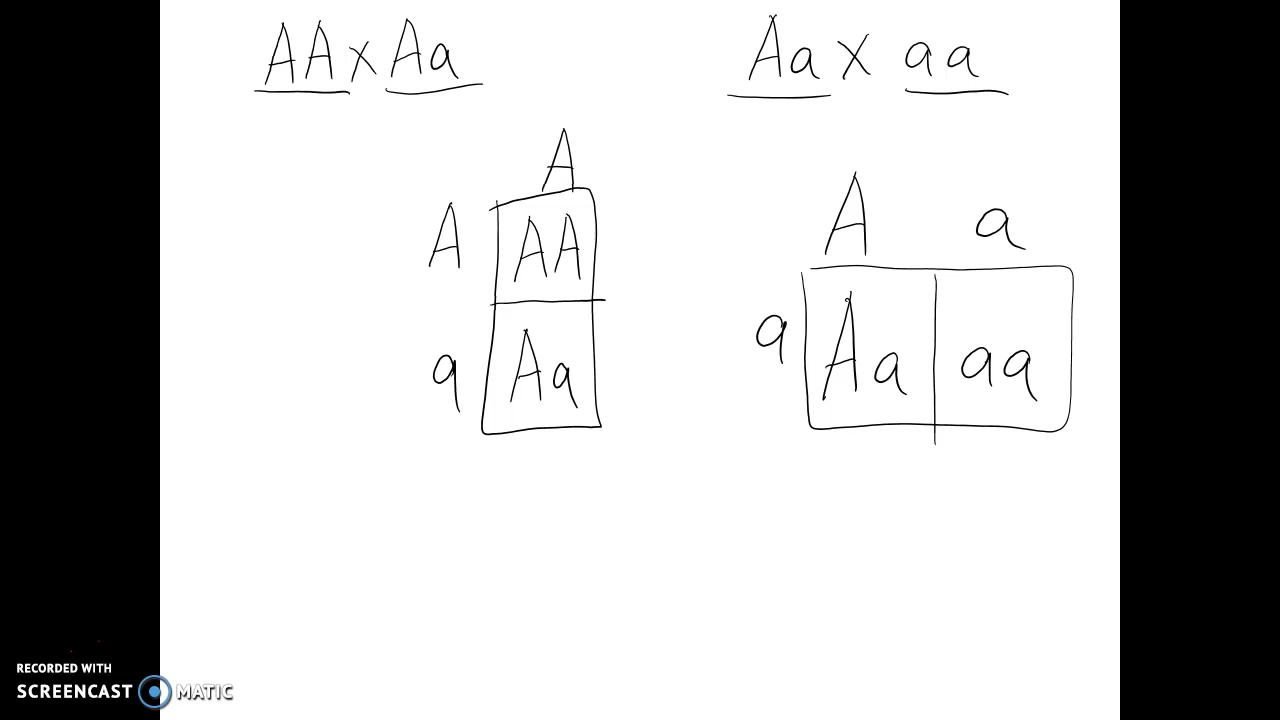 AA x Aa
Aa x aa
A
A AA
a Aa
A a
a Aa aa
RECORDED WITH
SCREENCAST MATIC